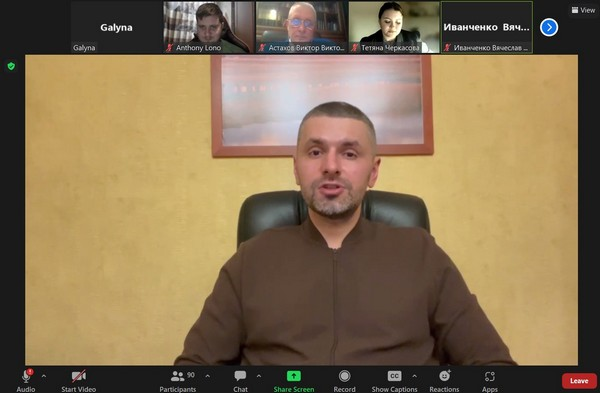 View
Galyna
Galyna
Anthony Lono
Астахов Виктор Викто...
Тетяна Черкасова
Иванченко Вяч...
Иванченко Вячеслав ...
Audio
Start Video
Participants
90
Chat
Share Screen
Record
CC
Show Captions
Reactions
Apps
Leave